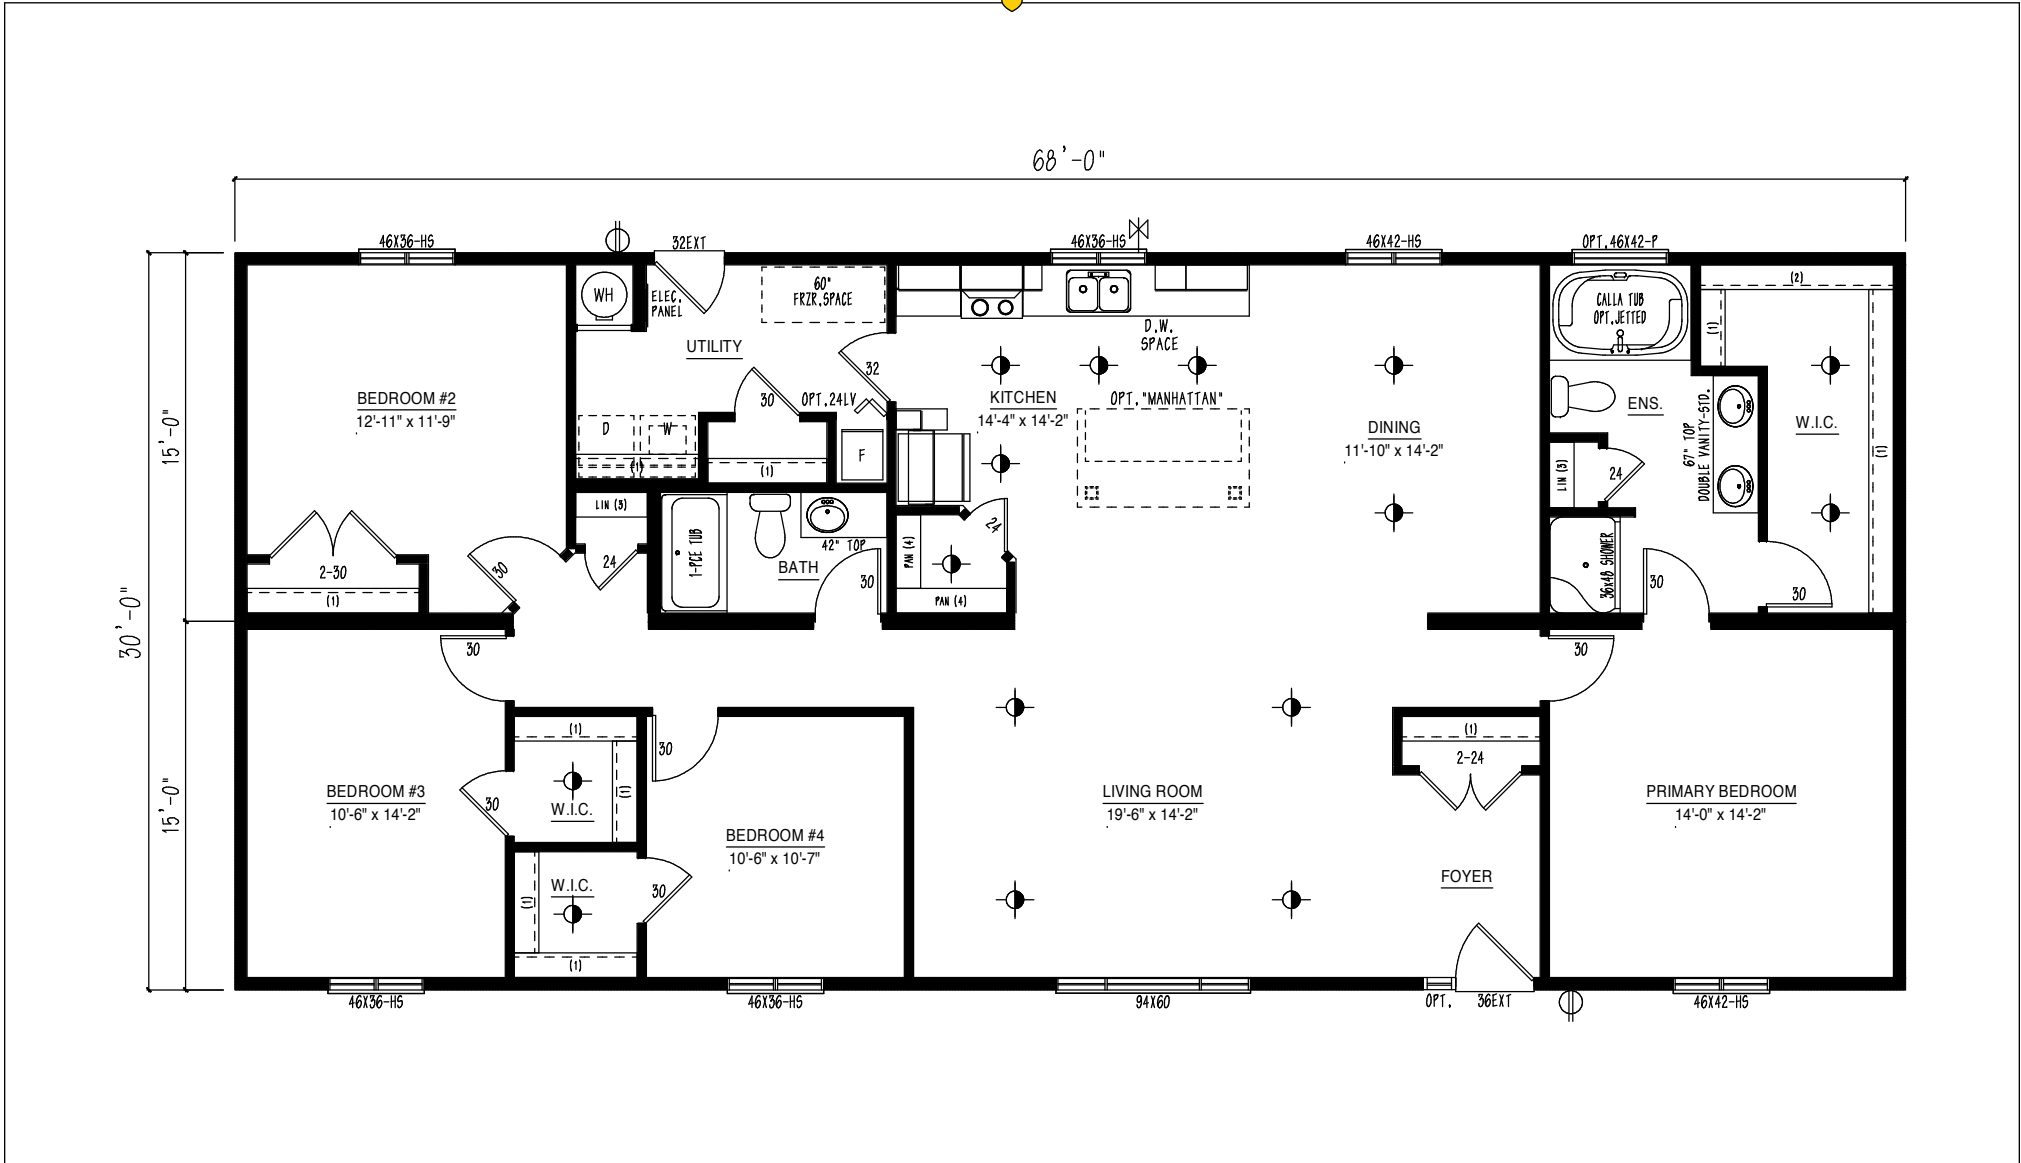 68'-0"
46X36-HS
32EXT
46X36-HS
46X42-HS
OPT.46X42-P
WH
ELEC.
PANEL
60"
FRZR.SPACE
D.W.
SPACE
CALLA TUB
OPT.JETTED
(2)
(1)
UTILITY
32
BEDROOM #2
12'-11" x 11'-9"
30
OPT.24LV
KITCHEN
14'-4" x 14'-2"
OPT."MANHATTAN"
DINING
11'-10" x 14'-2"
ENS.
67" TOP
DOUBLE VANITY-STD.
W.I.C.
(1)
D
W
(1)
(1)
F
15'-0"
LIN (3)
24
LIN (3)
24
1-PCE TUB
42" TOP
BATH
30
PAN (4)
24
PAN (4)
36X48 SHOWER
30
30
2-30
(1)
30
30'-0"
30
30
15'-0"
(1)
30
(1)
2-24
BEDROOM #3
10'-6" x 14'-2"
30
W.I.C.
(1)
LIVING ROOM
19'-6" x 14'-2"
PRIMARY BEDROOM
14'-0" x 14'-2"
BEDROOM #4
10'-6" x 10'-7"
W.I.C.
(1)
30
FOYER
(1)
46X36-HS
46X36-HS
94X60
OPT.
36EXT
46X42-HS